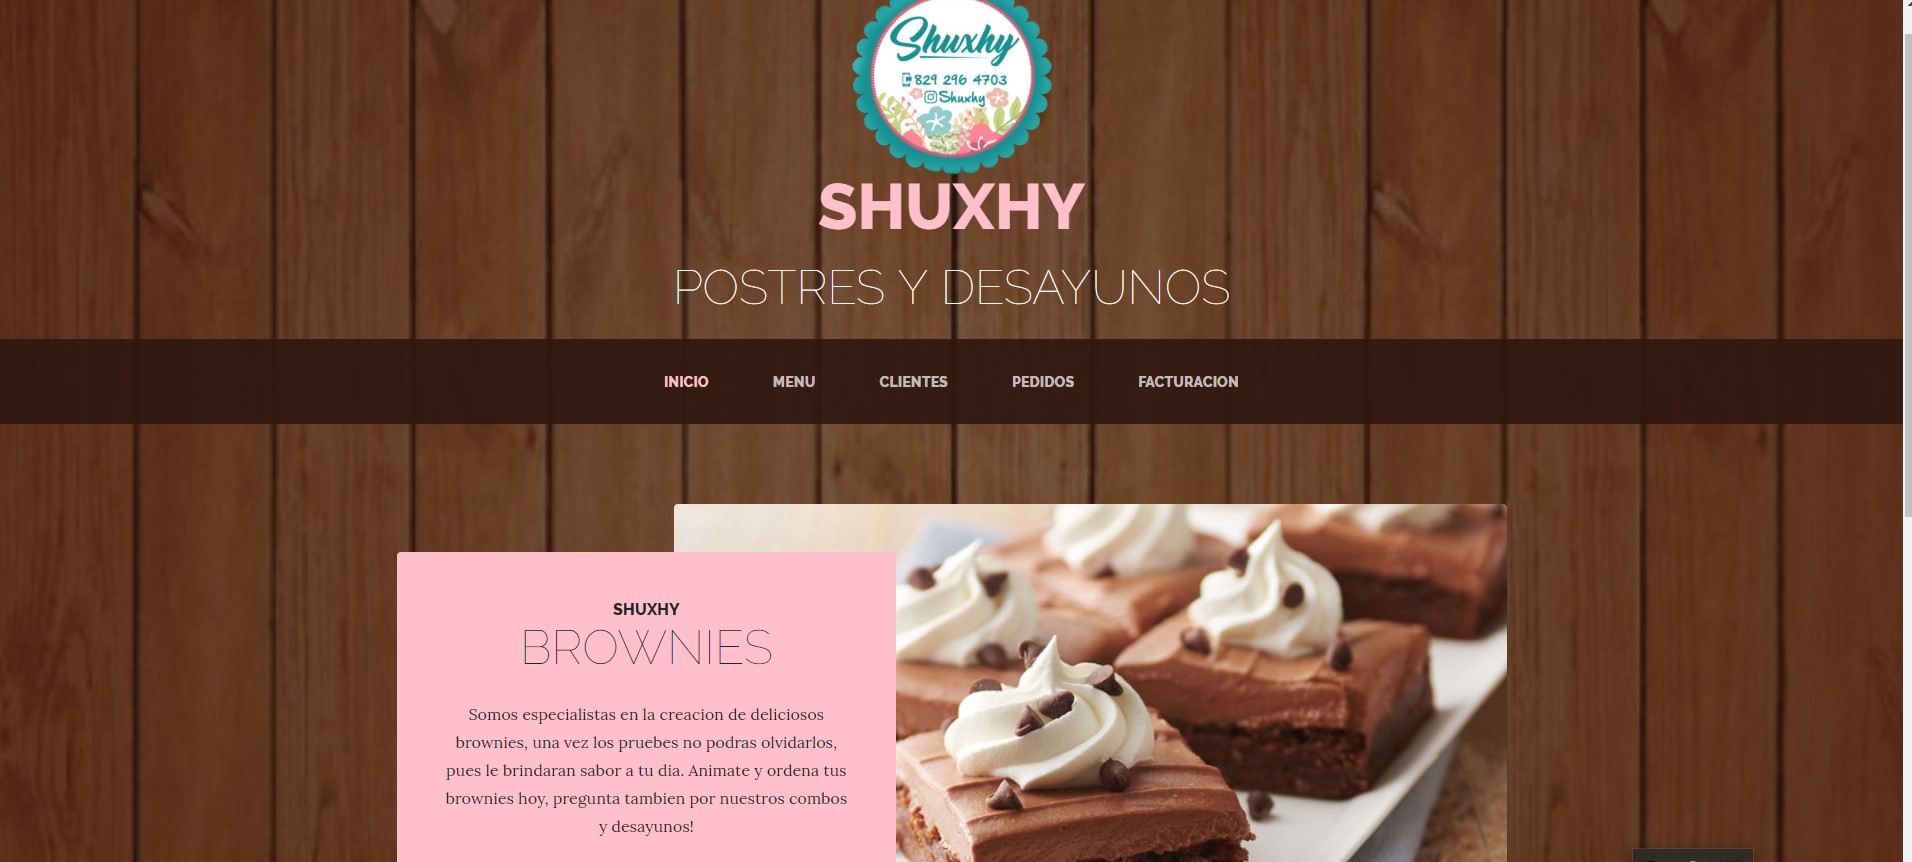 Shuxhy
829 296 4703
Shuxhy
SHUXHY
POSTRES Y DESAYUNOS
INICIO MENU CLIENTES PEDIDOS FACTURACION
SHUXHY
BROWNIES
Somos especialistas en la creacion de deliciosos
brownies, una vez los pruebes no podras olvidarlos,
pues le brindaran sabor a tu dia. Animate y ordena tus
brownies hoy, pregunta tambien por nuestros combos
y desayunos!